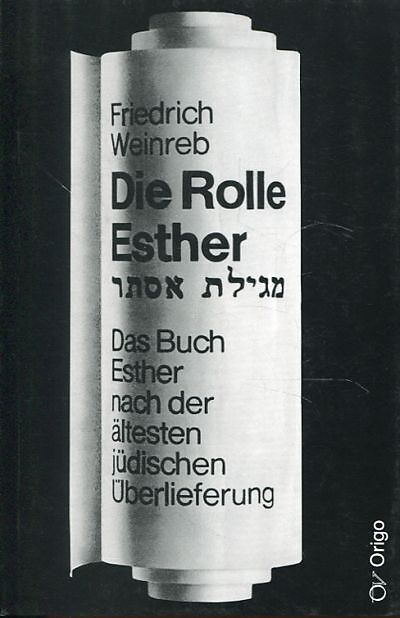 Friedrich
Weinreb
Die Rolle
Esther
מגילת אסתר
Das Buch
Esther
nach der
ältesten
jüdischen
Überlieferung
OV Origo